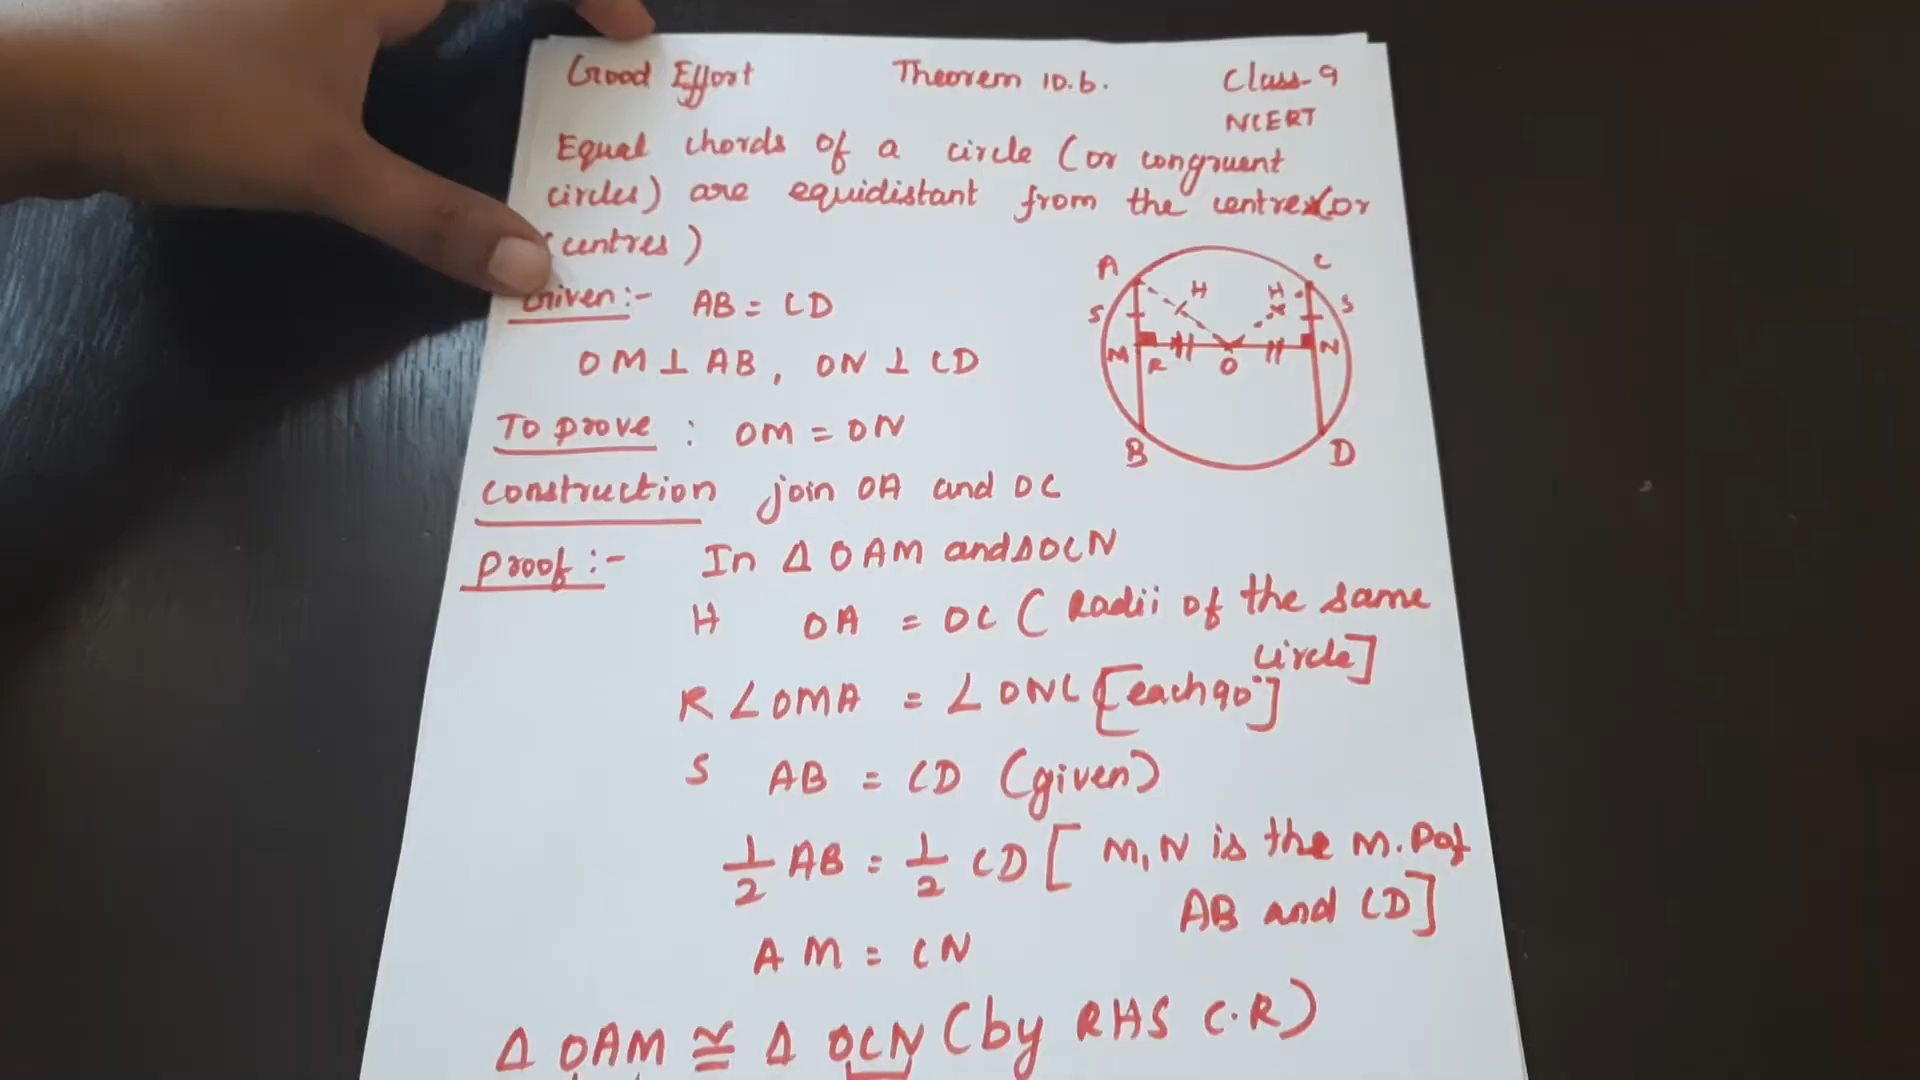 Good Effort Theorem 10.6. Class-9
NCERT
Equal chords of a circle (or congruent
circles) are equidistant from the centre (or
centres)
Given:- AB = CD
OM ⊥ AB, ON ⊥ CD
To prove : OM = ON
Construction join OA and OC
Proof:- In Δ OAM and Δ OCN
H OA = OC ( Radii of the same
circle]
R ∠OMA = ∠ONC [each 90°]
S AB = CD (given)
1/2 AB = 1/2 CD [ M, N is the m.P of
AB and CD]
AM = CN
Δ OAM ≅ Δ OCN (by RHS C.R)
A C
H H
S S
M R O N
B D